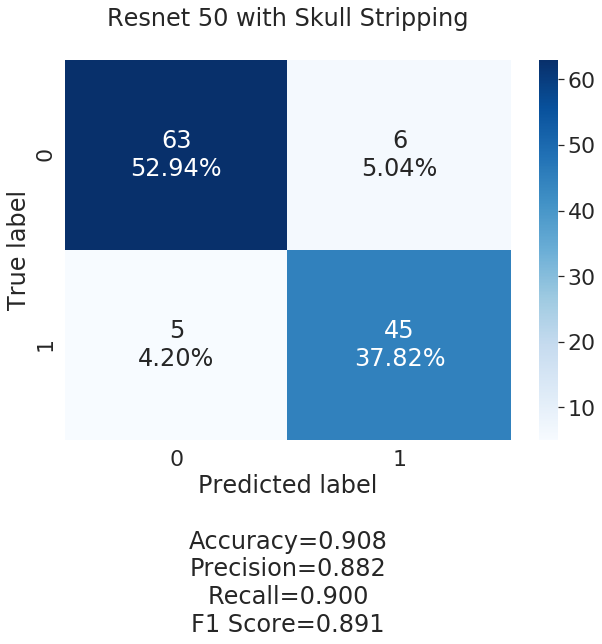 Resnet 50 with Skull Stripping
63
52.94%
6
5.04%
5
4.20%
45
37.82%
0
1
True label
0
1
Predicted label
60
50
40
30
20
10
Accuracy=0.908
Precision=0.882
Recall=0.900
F1 Score=0.891